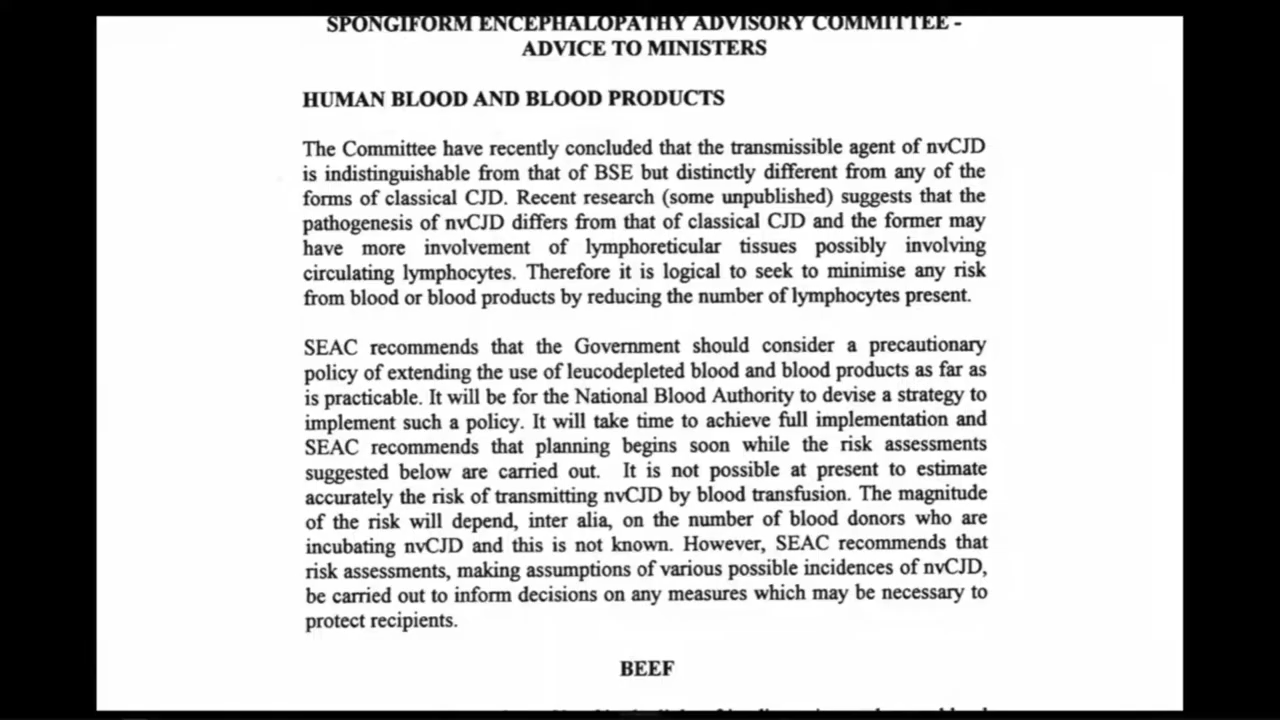 SPONGIFORM ENCEPHALOPATHY ADVISORY COMMITTEE -
ADVICE TO MINISTERS
HUMAN BLOOD AND BLOOD PRODUCTS
The Committee have recently concluded that the transmissible agent of nvCJD
is indistinguishable from that of BSE but distinctly different from any of the
forms of classical CJD. Recent research (some unpublished) suggests that the
pathogenesis of nvCJD differs from that of classical CJD and the former may
have more involvement of lymphoreticular tissues possibly involving
circulating lymphocytes. Therefore it is logical to seek to minimise any risk
from blood or blood products by reducing the number of lymphocytes present.
SEAC recommends that the Government should consider a precautionary
policy of extending the use of leucodepleted blood and blood products as far as
is practicable. It will be for the National Blood Authority to devise a strategy to
implement such a policy. It will take time to achieve full implementation and
SEAC recommends that planning begins soon while the risk assessments
suggested below are carried out. It is not possible at present to estimate
accurately the risk of transmitting nvCJD by blood transfusion. The magnitude
of the risk will depend, inter alia, on the number of blood donors who are
incubating nvCJD and this is not known. However, SEAC recommends that
risk assessments, making assumptions of various possible incidences of nvCJD,
be carried out to inform decisions on any measures which may be necessary to
protect recipients.
BEEF